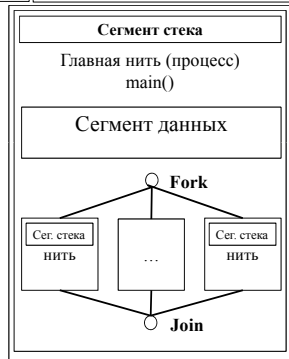 Сегмент стека
Главная нить (процесс)
main()
Сегмент данных
Fork
Сег. стека
нить
…
Сег. стека
нить
Join